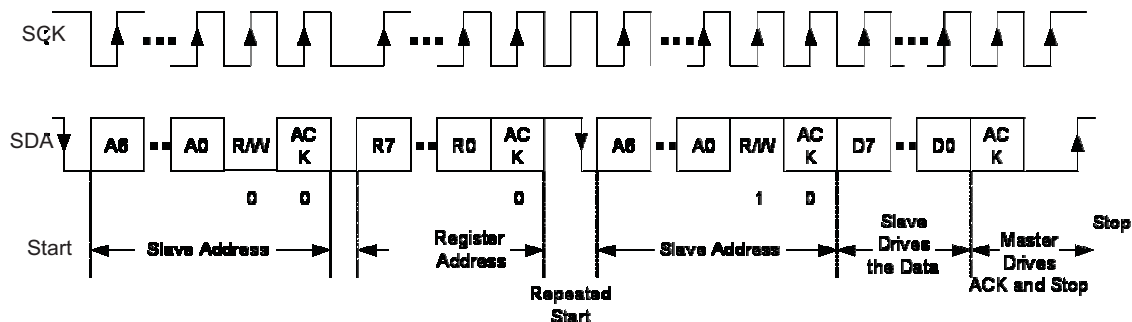 SCK
SDA
A6 A0 R/W ACK R7 R0 ACK A6 A0 R/W ACK D7 D0 ACK
0 0 0 1 0
Start
Slave Address
Register
Address
Repeated
Start
Slave Address
Slave
Drives
the Data
Master
Drives
ACK and Stop
Stop